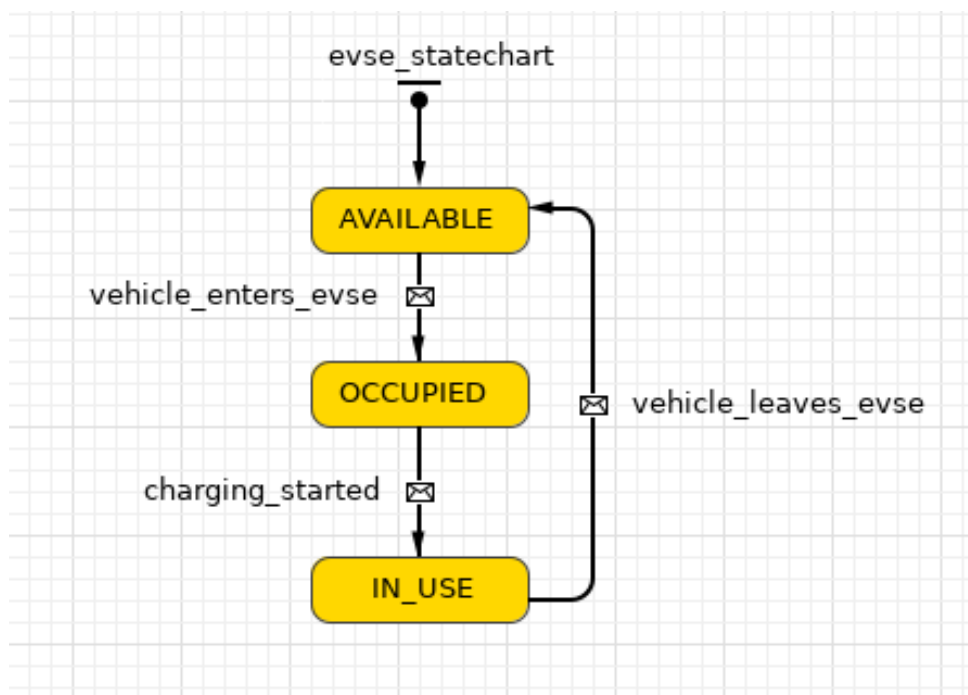 evse_statechart
AVAILABLE
vehicle_enters_evse
OCCUPIED
vehicle_leaves_evse
charging_started
IN_USE